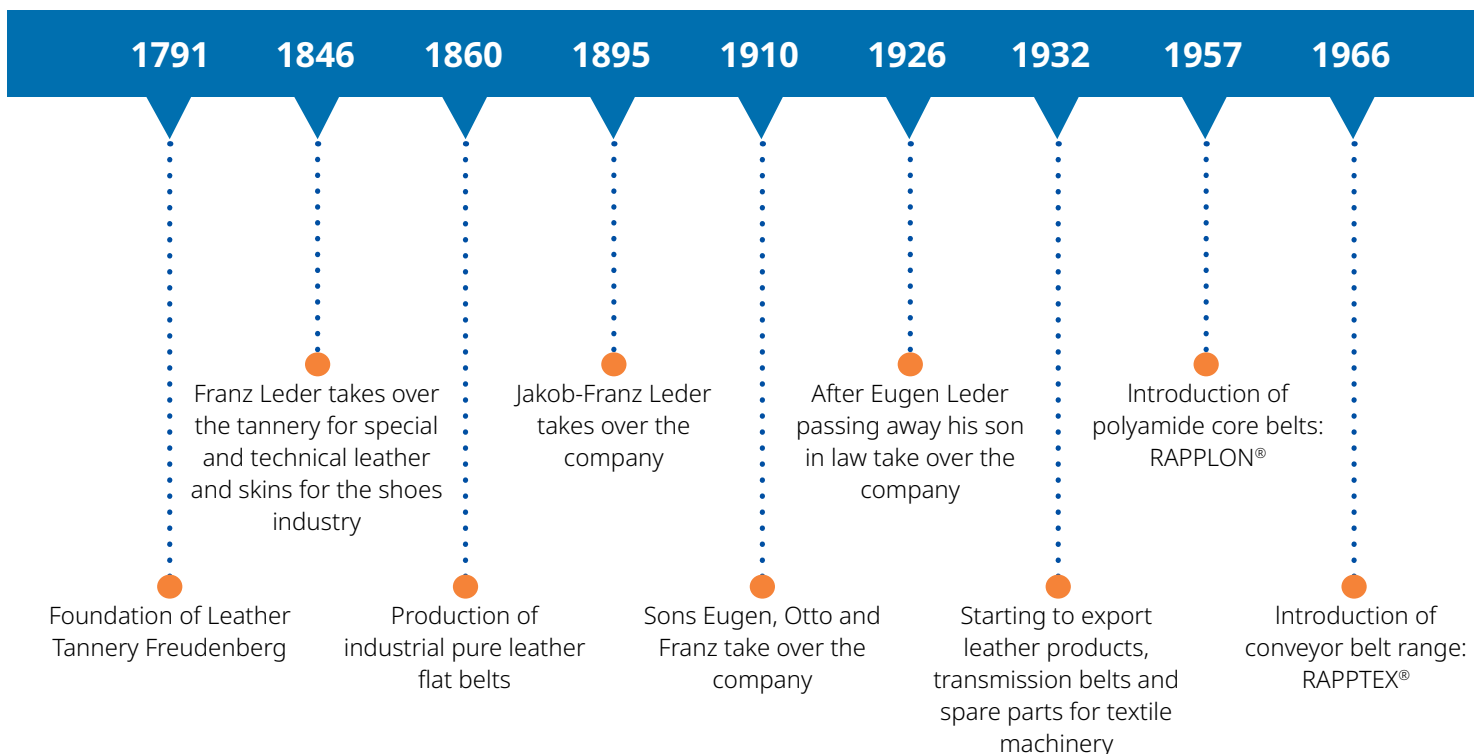 1791 1846 1860 1895 1910 1926 1932 1957 1966
Franz Leder takes over
the tannery for special
and technical leather
and skins for the shoes
industry
Jakob-Franz Leder
takes over the
company
After Eugen Leder
passing away his son
in law take over the
company
Introduction of
polyamide core belts:
RAPPLON®
Foundation of Leather
Tannery Freudenberg
Production of
industrial pure leather
flat belts
Sons Eugen, Otto and
Franz take over the
company
Starting to export
leather products,
transmission belts and
spare parts for textile
machinery
Introduction of
conveyor belt range:
RAPPTEX®